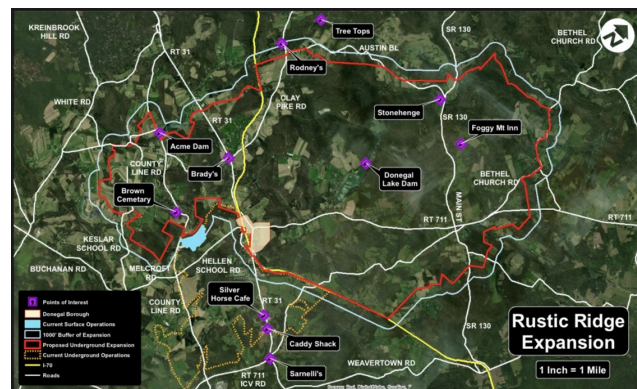 KREINBROOK
HILL RD
RT 31
Tree Tops
SR 130
BETHEL
CHURCH RD
AUSTIN BL
Rodney's
WHITE RD
RT 31
CLAY
PIKE RD
Stonehenge
SR 130
Foggy Mt Inn
Acme Dam
COUNTY
LINE RD
Brady's
Donegal
Lake Dam
BETHEL
CHURCH RD
Brown
Cemetary
MAIN ST
RT 711
RT 711
KESLAR
SCHOOL RD
BUCHANAN RD
MELCROFT
RD
HELLEN
SCHOOL RD
COUNTY
LINE RD
Silver
Horse Cafe
RT 31
Caddy Shack
SR 130
Sarnelli's
RT 711
ICV RD
WEAVERTOWN RD
Points of Interest
Donegal Borough
Current Surface Operations
1000' Buffer of Expansion
Proposed Underground Expansion
Current Underground Operations
I-70
Roads
Rustic Ridge
Expansion
1 Inch = 1 Mile